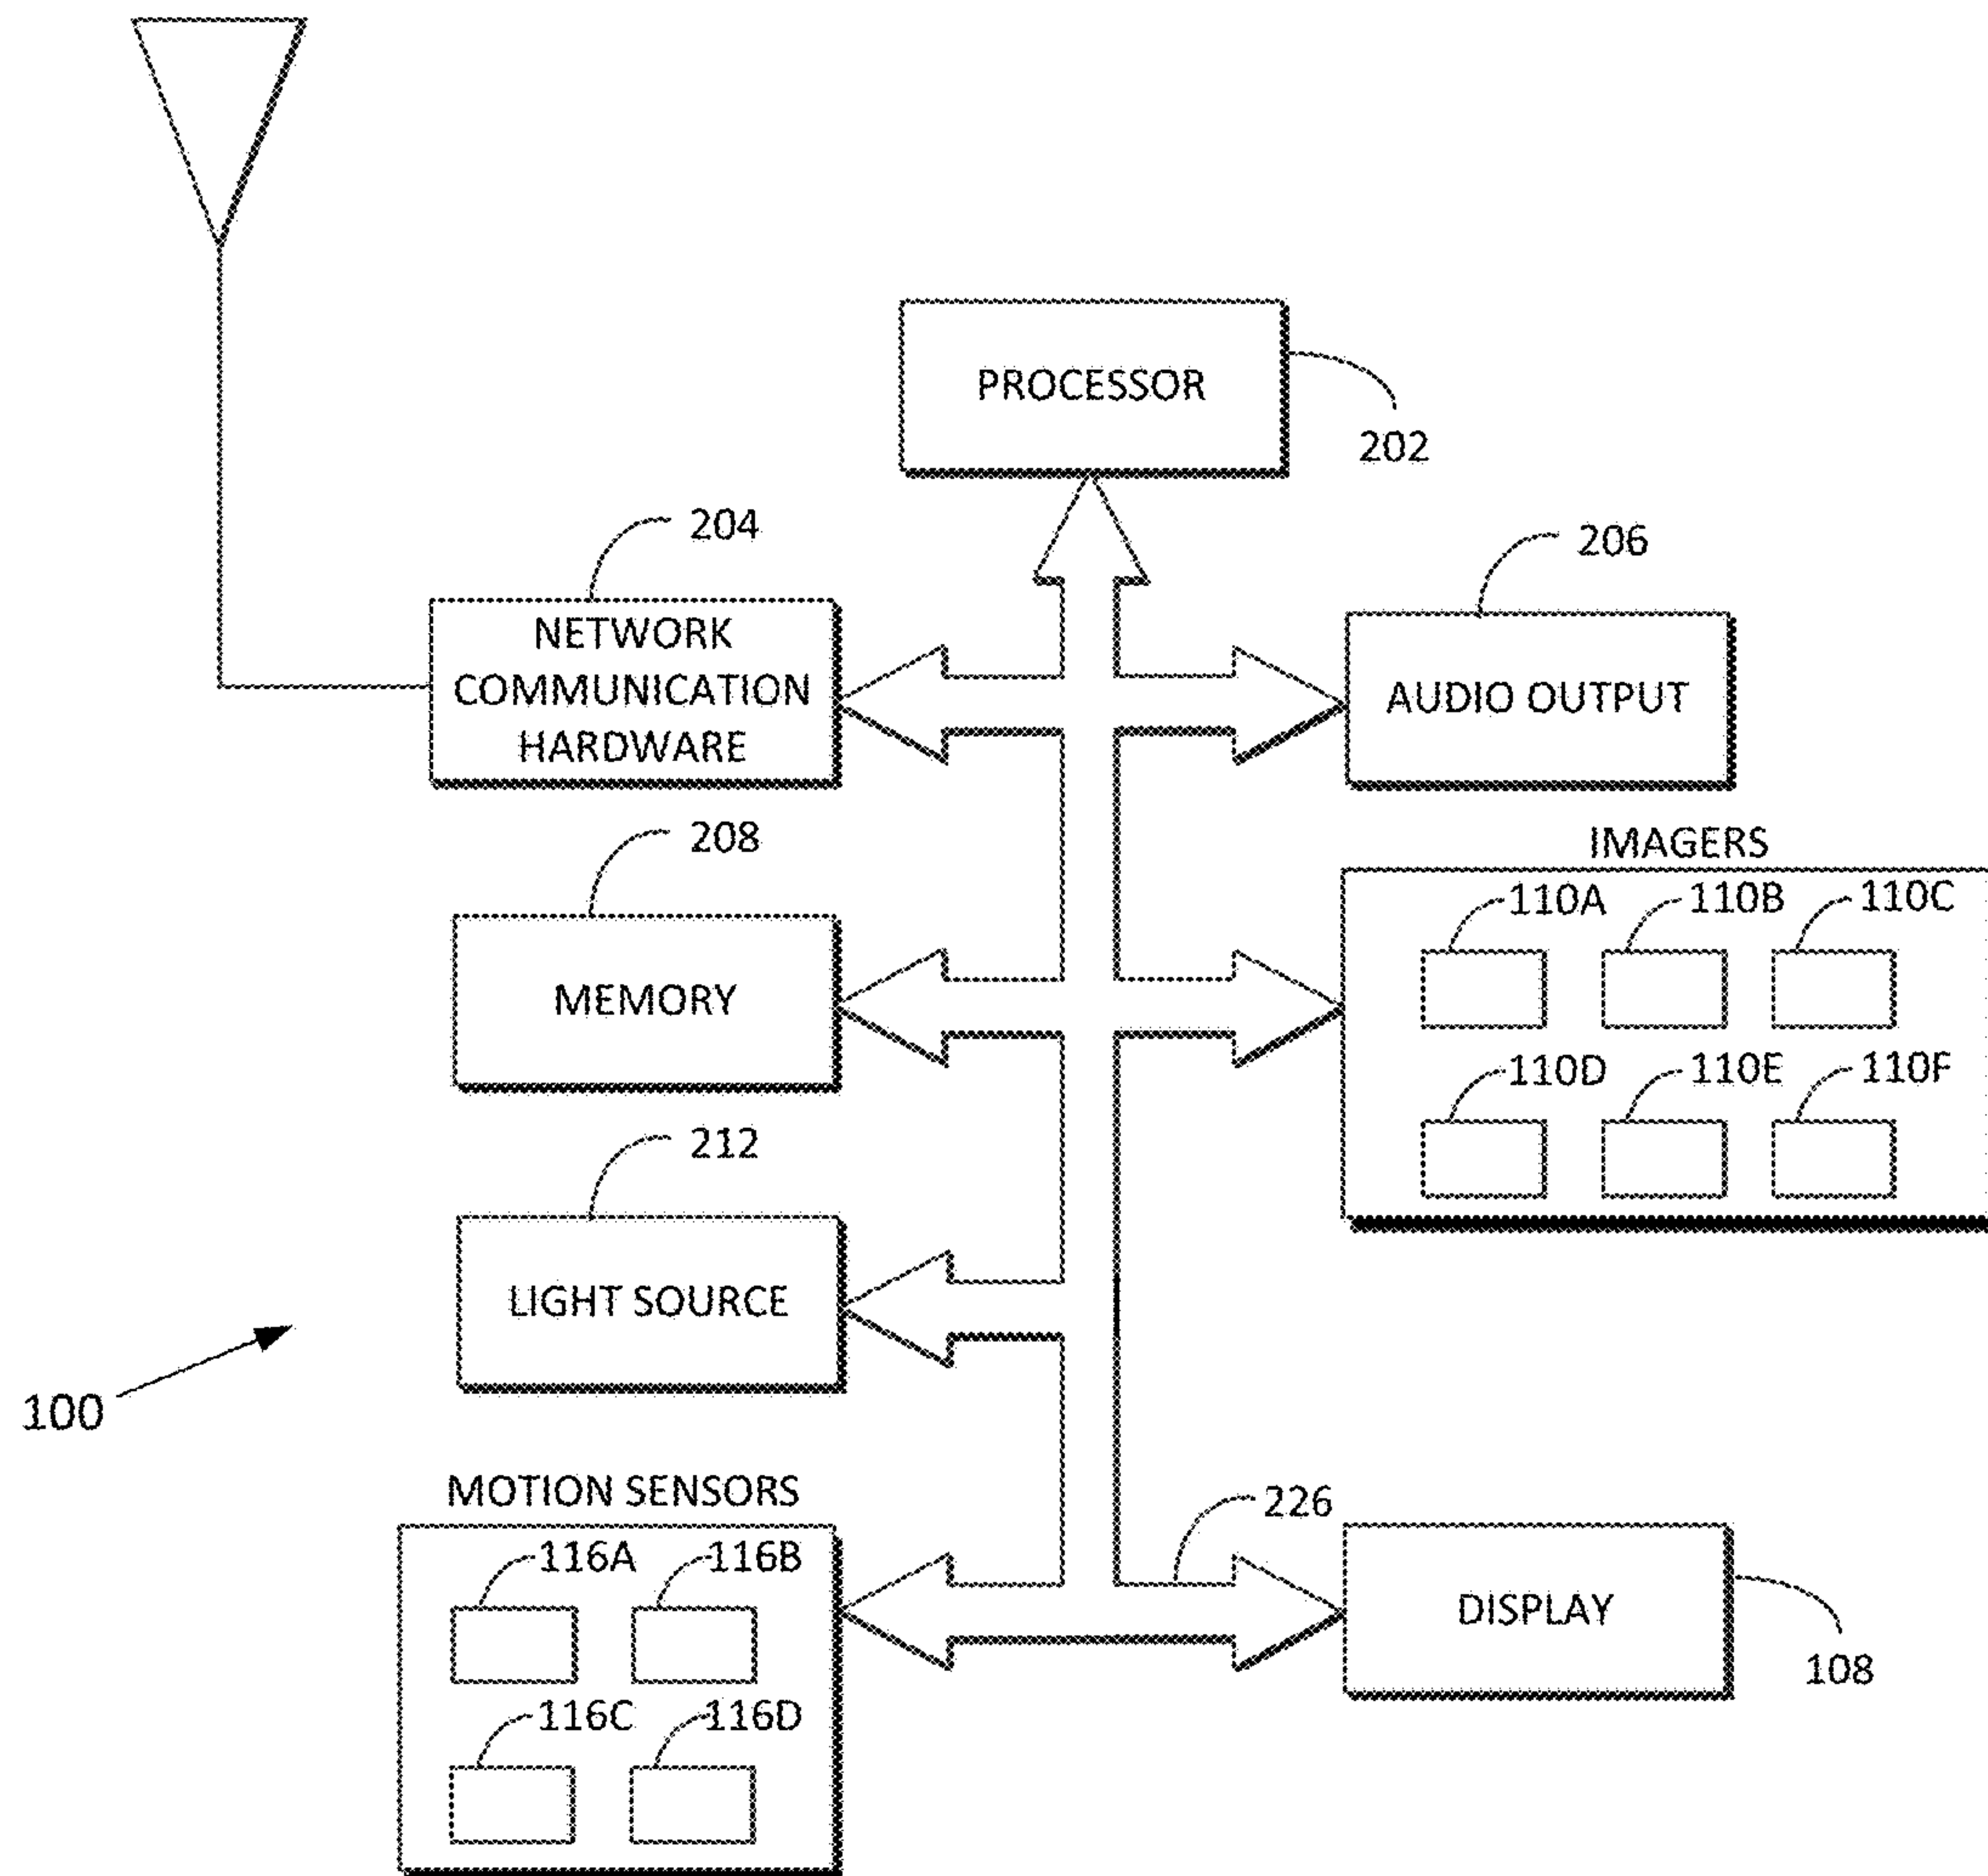 PROCESSOR
202
204
206
NETWORK
COMMUNICATION
HARDWARE
AUDIO OUTPUT
208
IMAGERS
110A 110B 110C
MEMORY
110D 110E 110F
212
LIGHT SOURCE
100
MOTION SENSORS
226
116A 116B
DISPLAY
108
116C 116D